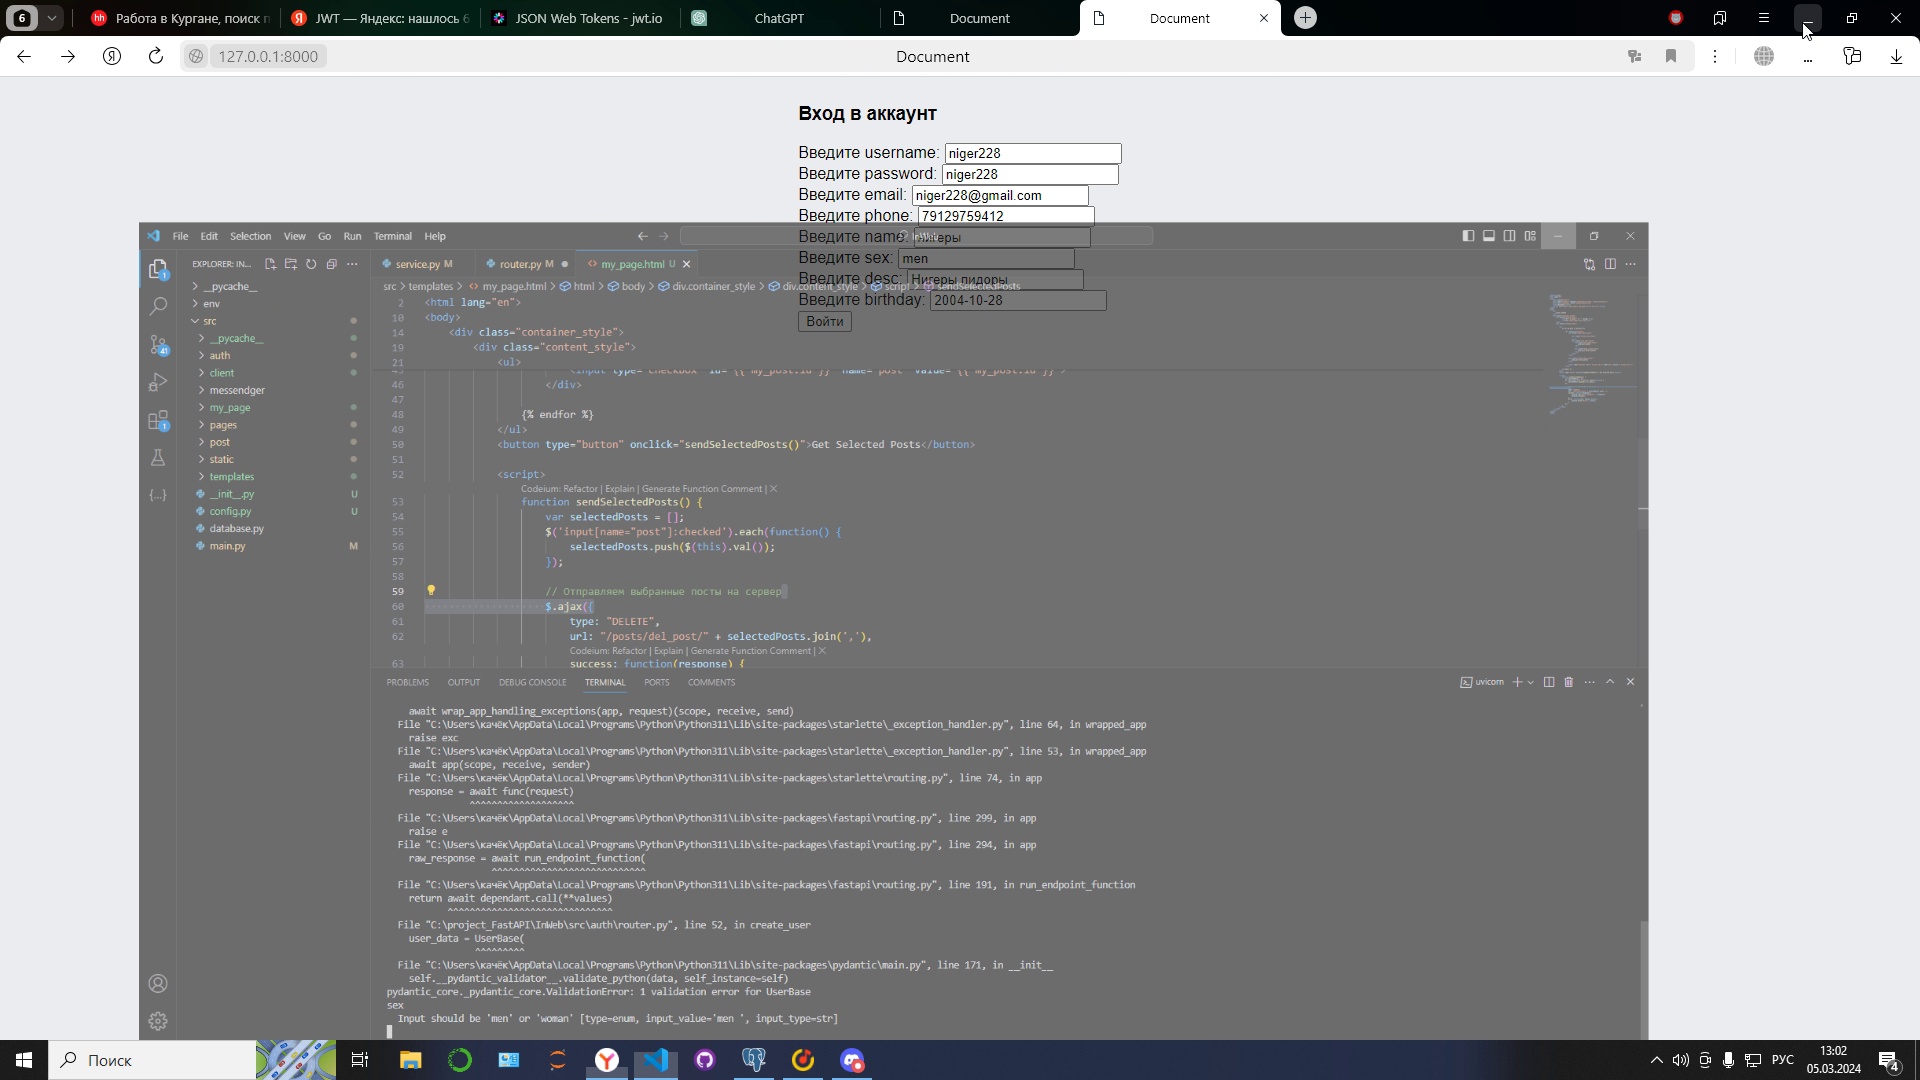 6
Работа в Кургане, поиск п
JWT — Яндекс: нашлось 6
JSON Web Tokens - jwt.io
ChatGPT
Document
Document
127.0.0.1:8000
Document
Вход в аккаунт
Введите username: niger228
Введите password: niger228
Введите email: niger228@gmail.com
Введите phone: 79129759412
Введите name: нигеры
Введите sex: men
Введите desc: Нигеры пидоры
Введите birthday: 2004-10-28
Войти
File Edit Selection View Go Run Terminal Help
EXPLORER: IN...
service.py M
router.py M
my_page.html U
src > templates > my_page.html > html > body > div.container_style > div.content_style > script > sendSelectedPosts
__pycache__
env
src
__pycache__
auth
client
messendger
my_page
pages
post
static
templates
__init__.py U
config.py U
database.py
main.py M
2 <html lang="en">
10 <body>
14 <div class="container_style">
19 <div class="content_style">
21 <ul>
45 <input type="checkbox" id="{{ my_post.id }}" name="post" value="{{ my_post.id }}">
46 </div>
47
48 {% endfor %}
49 </ul>
50 <button type="button" onclick="sendSelectedPosts()">Get Selected Posts</button>
51
52 <script>
Codeium: Refactor | Explain | Generate Function Comment | X
53 function sendSelectedPosts() {
54 var selectedPosts = [];
55 $('input[name="post"]:checked').each(function() {
56 selectedPosts.push($(this).val());
57 });
58
59 // Отправляем выбранные посты на сервер
60 $.ajax({
61 type: "DELETE",
62 url: "/posts/del_post/" + selectedPosts.join(','),
Codeium: Refactor | Explain | Generate Function Comment | X
63 success: function(response) {
PROBLEMS OUTPUT DEBUG CONSOLE TERMINAL PORTS COMMENTS
uvicorn
await wrap_app_handling_exceptions(app, request)(scope, receive, send)
File "C:\Users\качёк\AppData\Local\Programs\Python\Python311\Lib\site-packages\starlette\_exception_handler.py", line 64, in wrapped_app
raise exc
File "C:\Users\качёк\AppData\Local\Programs\Python\Python311\Lib\site-packages\starlette\_exception_handler.py", line 53, in wrapped_app
await app(scope, receive, sender)
File "C:\Users\качёк\AppData\Local\Programs\Python\Python311\Lib\site-packages\starlette\routing.py", line 74, in app
response = await func(request)
^^^^^^^^^^^^^^^^^^^
File "C:\Users\качёк\AppData\Local\Programs\Python\Python311\Lib\site-packages\fastapi\routing.py", line 299, in app
raise e
File "C:\Users\качёк\AppData\Local\Programs\Python\Python311\Lib\site-packages\fastapi\routing.py", line 294, in app
raw_response = await run_endpoint_function(
^^^^^^^^^^^^^^^^^^^^^^^^^^^^
File "C:\Users\качёк\AppData\Local\Programs\Python\Python311\Lib\site-packages\fastapi\routing.py", line 191, in run_endpoint_function
return await dependant.call(**values)
^^^^^^^^^^^^^^^^^^^^^^^^^^^^^^
File "C:\project_FastAPI\InWeb\src\auth\router.py", line 52, in create_user
user_data = UserBase(
^^^^^^^^^
File "C:\Users\качёк\AppData\Local\Programs\Python\Python311\Lib\site-packages\pydantic\main.py", line 171, in __init__
self.__pydantic_validator__.validate_python(data, self_instance=self)
pydantic_core._pydantic_core.ValidationError: 1 validation error for UserBase
sex
Input should be 'men' or 'woman' [type=enum, input_value='men ', input_type=str]
Поиск
РУС
13:02
05.03.2024
4